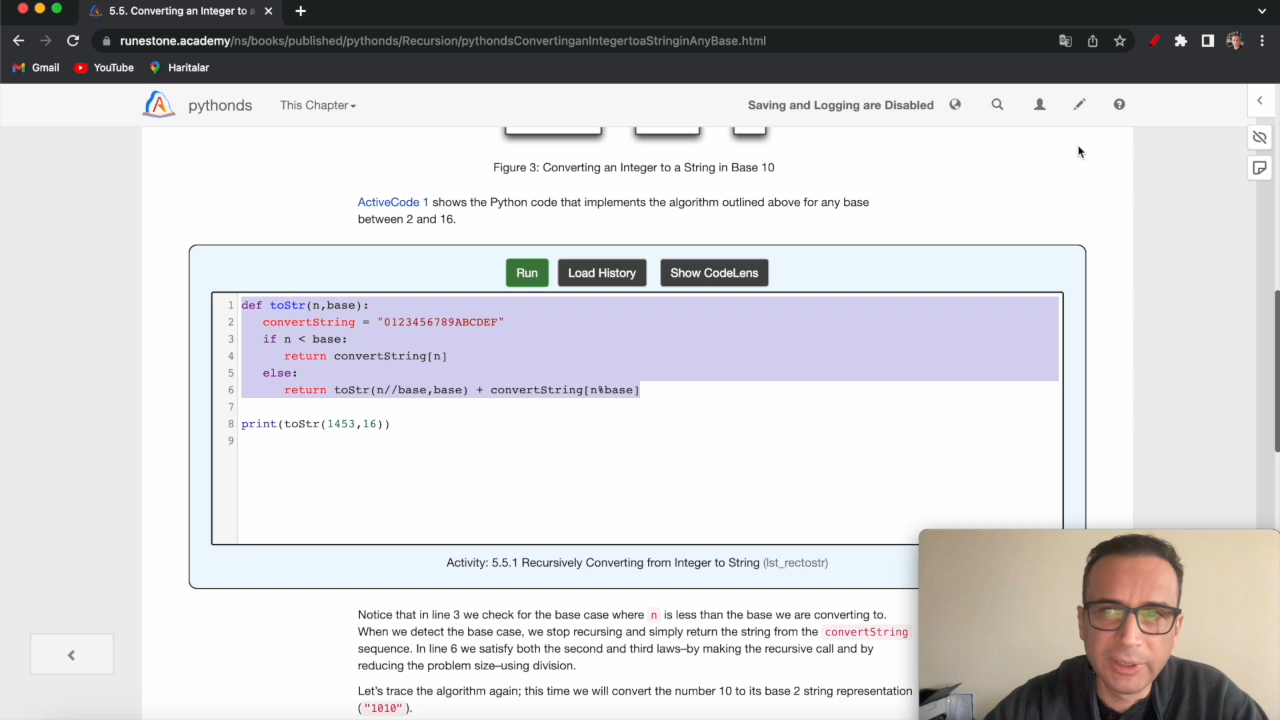 5.5. Converting an Integer to a
runestone.academy/ns/books/published/pythonds/Recursion/pythondsConvertinganIntegertoaStringinAnyBase.html
Gmail YouTube Haritalar
pythonds This Chapter Saving and Logging are Disabled
Figure 3: Converting an Integer to a String in Base 10
ActiveCode 1 shows the Python code that implements the algorithm outlined above for any base
between 2 and 16.
Run Load History Show CodeLens
1 def toStr(n,base):
2 convertString = "0123456789ABCDEF"
3 if n < base:
4 return convertString[n]
5 else:
6 return toStr(n//base,base) + convertString[n%base]
7
8 print(toStr(1453,16))
9
Activity: 5.5.1 Recursively Converting from Integer to String (lst_rectostr)
Notice that in line 3 we check for the base case where n is less than the base we are converting to.
When we detect the base case, we stop recursing and simply return the string from the convertString
sequence. In line 6 we satisfy both the second and third laws–by making the recursive call and by
reducing the problem size–using division.
Let's trace the algorithm again; this time we will convert the number 10 to its base 2 string representation
("1010").